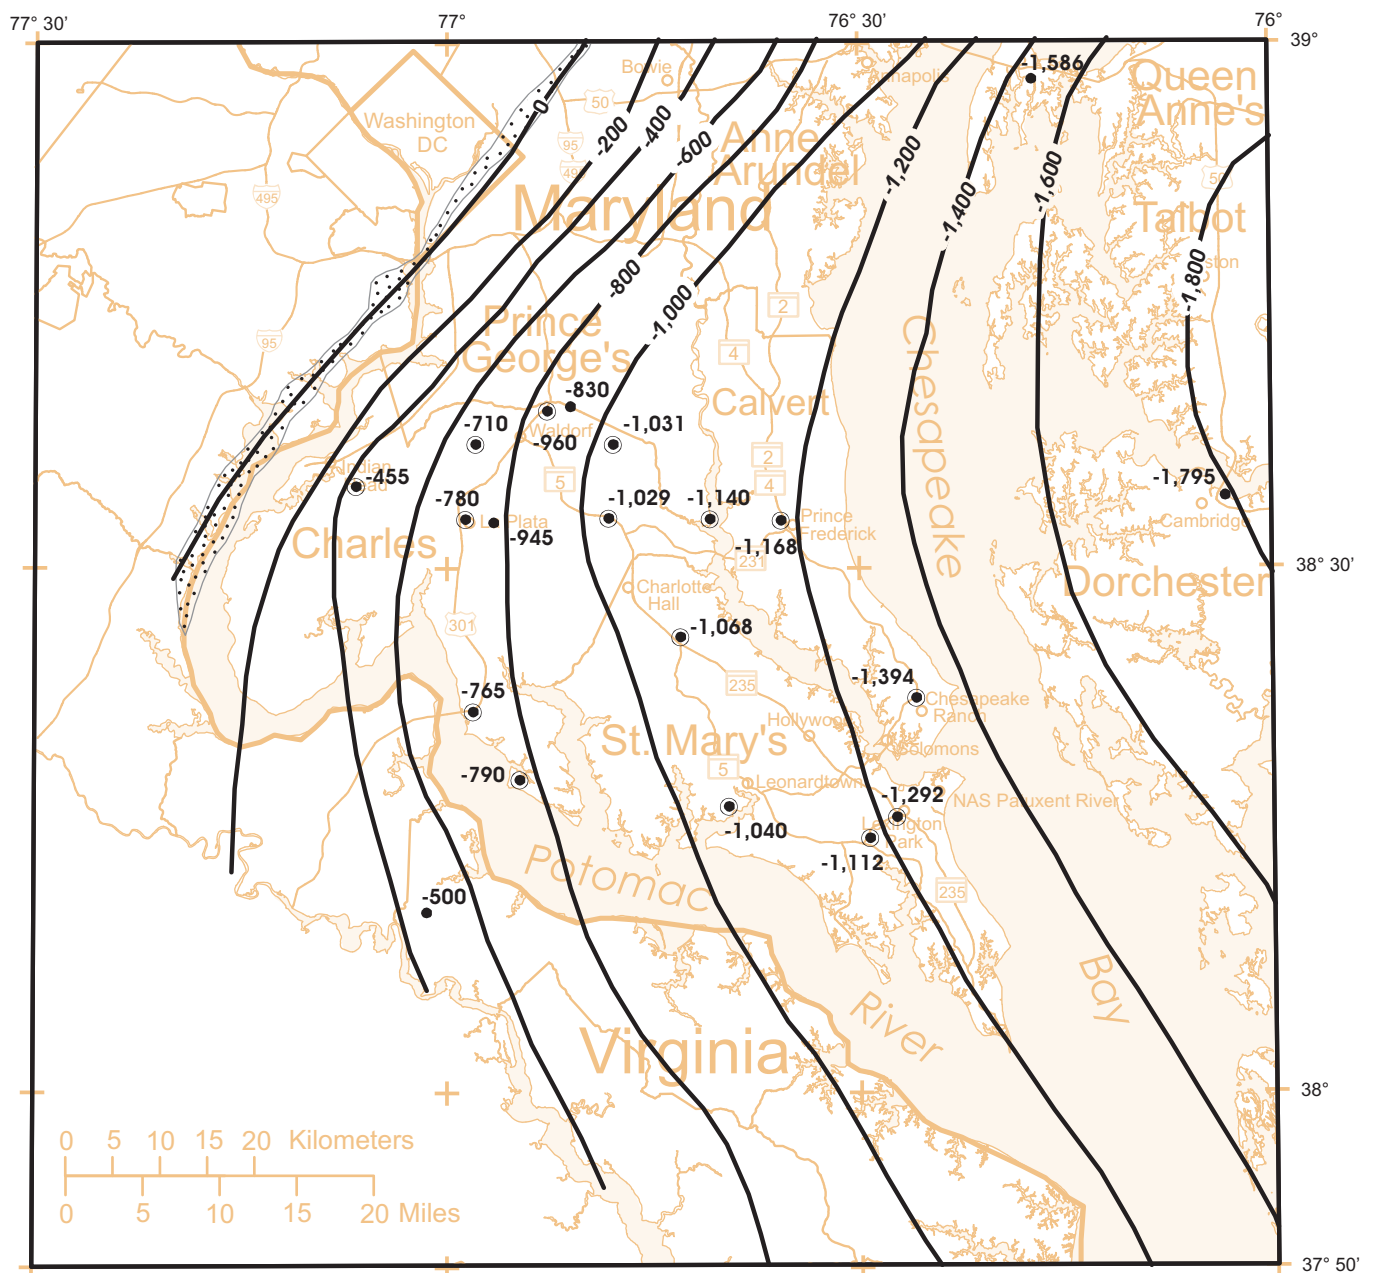 77° 30’
77°
76° 30’
76°
39°
38° 30’
38°
37° 50’
Bowie
Annapolis
-1,586
Queen
Anne's
50
Washington
DC
95
495
0
-200
-400
-600
Anne
Arundel
-1,200
-1,400
-1,600
50
Talbot
495
Maryland
-800
-1,000
2
-1,800
95
Prince
George's
4
Chesapeake
Bay
-830
Calvert
-710
Waldorf
-960
-1,031
2
4
Indian
-455
5
-780
La Plata
-945
-1,029
-1,140
Prince
Frederick
-1,168
231
-1,795
Cambridge
Charles
Charlotte
Hall
Dorchester
301
-1,068
235
-1,394
Chesapeake
Ranch
-765
Hollywood
St. Mary's
Solomons
5
Leonardtown
-790
-1,292
NAS Patuxent River
-1,040
Lexington
Park
-1,112
Potomac
River
235
-500
Virginia
0 5 10 15 20 Kilometers
0 5 10 15 20 Miles